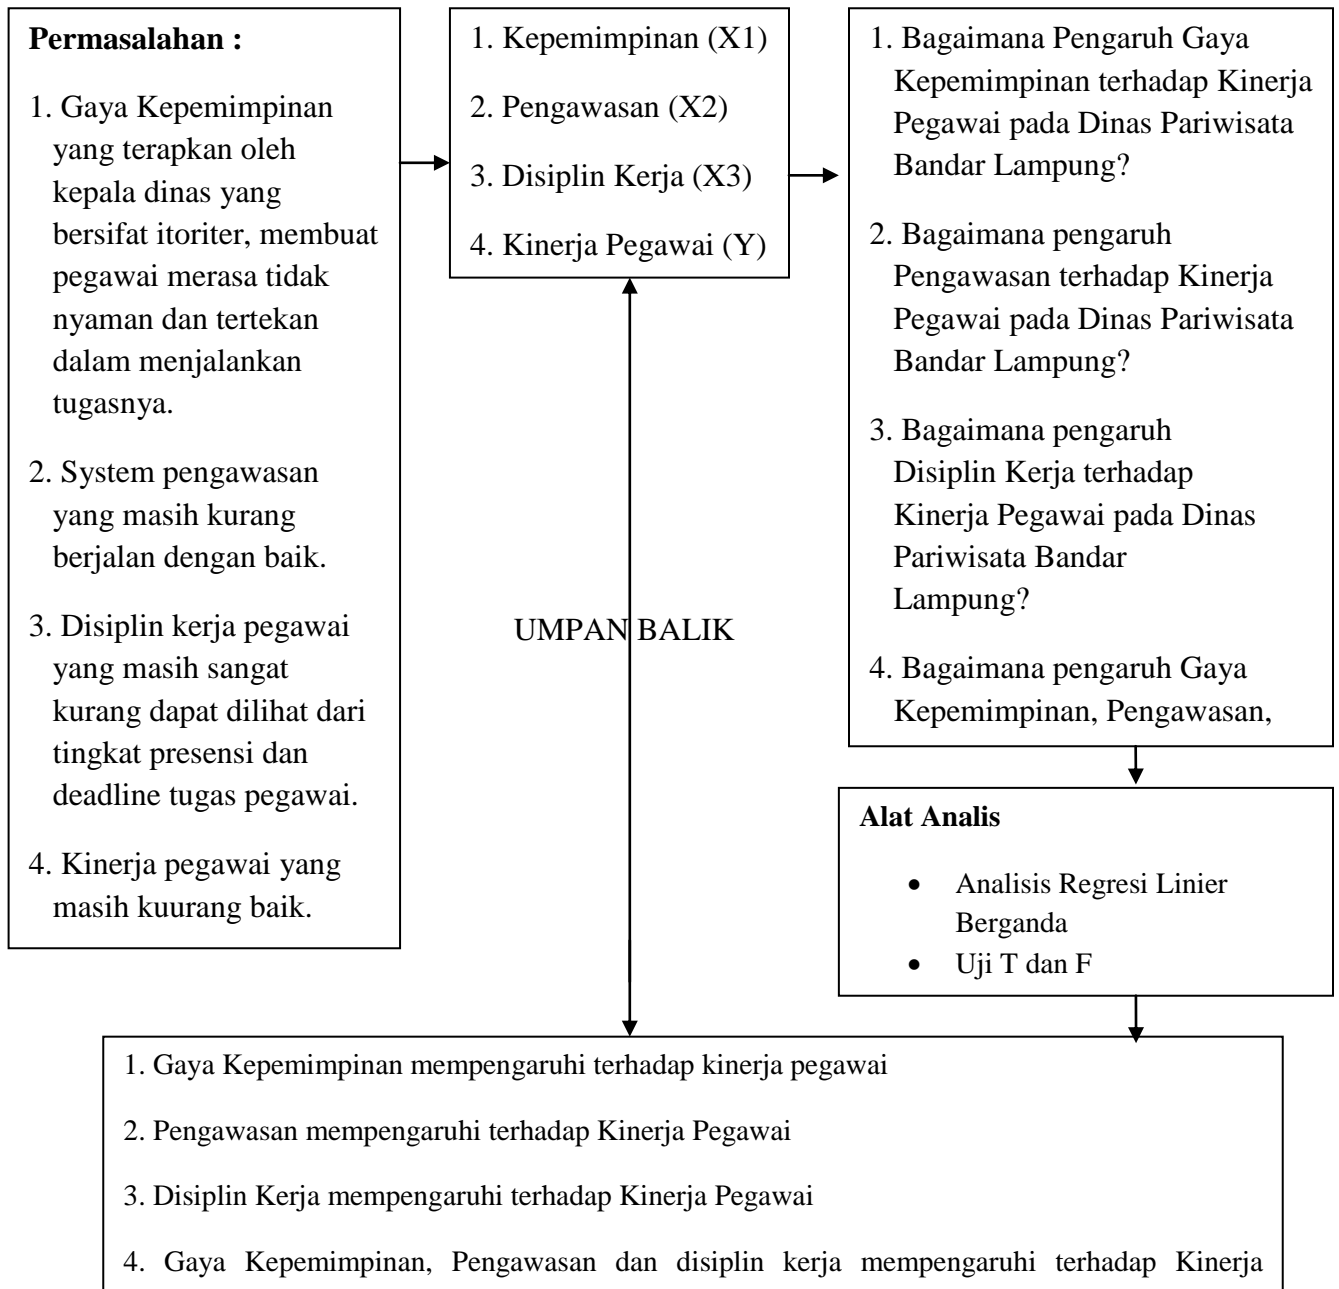 Permasalahan :
1. Gaya Kepemimpinan
yang terapkan oleh
kepala dinas yang
bersifat itoriter, membuat
pegawai merasa tidak
nyaman dan tertekan
dalam menjalankan
tugasnya.
2. System pengawasan
yang masih kurang
berjalan dengan baik.
3. Disiplin kerja pegawai
yang masih sangat
kurang dapat dilihat dari
tingkat presensi dan
deadline tugas pegawai.
4. Kinerja pegawai yang
masih kuurang baik.
1. Kepemimpinan (X1)
2. Pengawasan (X2)
3. Disiplin Kerja (X3)
4. Kinerja Pegawai (Y)
1. Bagaimana Pengaruh Gaya
Kepemimpinan terhadap Kinerja
Pegawai pada Dinas Pariwisata
Bandar Lampung?
2. Bagaimana pengaruh
Pengawasan terhadap Kinerja
Pegawai pada Dinas Pariwisata
Bandar Lampung?
3. Bagaimana pengaruh
Disiplin Kerja terhadap
Kinerja Pegawai pada Dinas
Pariwisata Bandar
Lampung?
4. Bagaimana pengaruh Gaya
Kepemimpinan, Pengawasan,
UMPAN BALIK
Alat Analis
• Analisis Regresi Linier
Berganda
• Uji T dan F
1. Gaya Kepemimpinan mempengaruhi terhadap kinerja pegawai
2. Pengawasan mempengaruhi terhadap Kinerja Pegawai
3. Disiplin Kerja mempengaruhi terhadap Kinerja Pegawai
4. Gaya Kepemimpinan, Pengawasan dan disiplin kerja mempengaruhi terhadap Kinerja